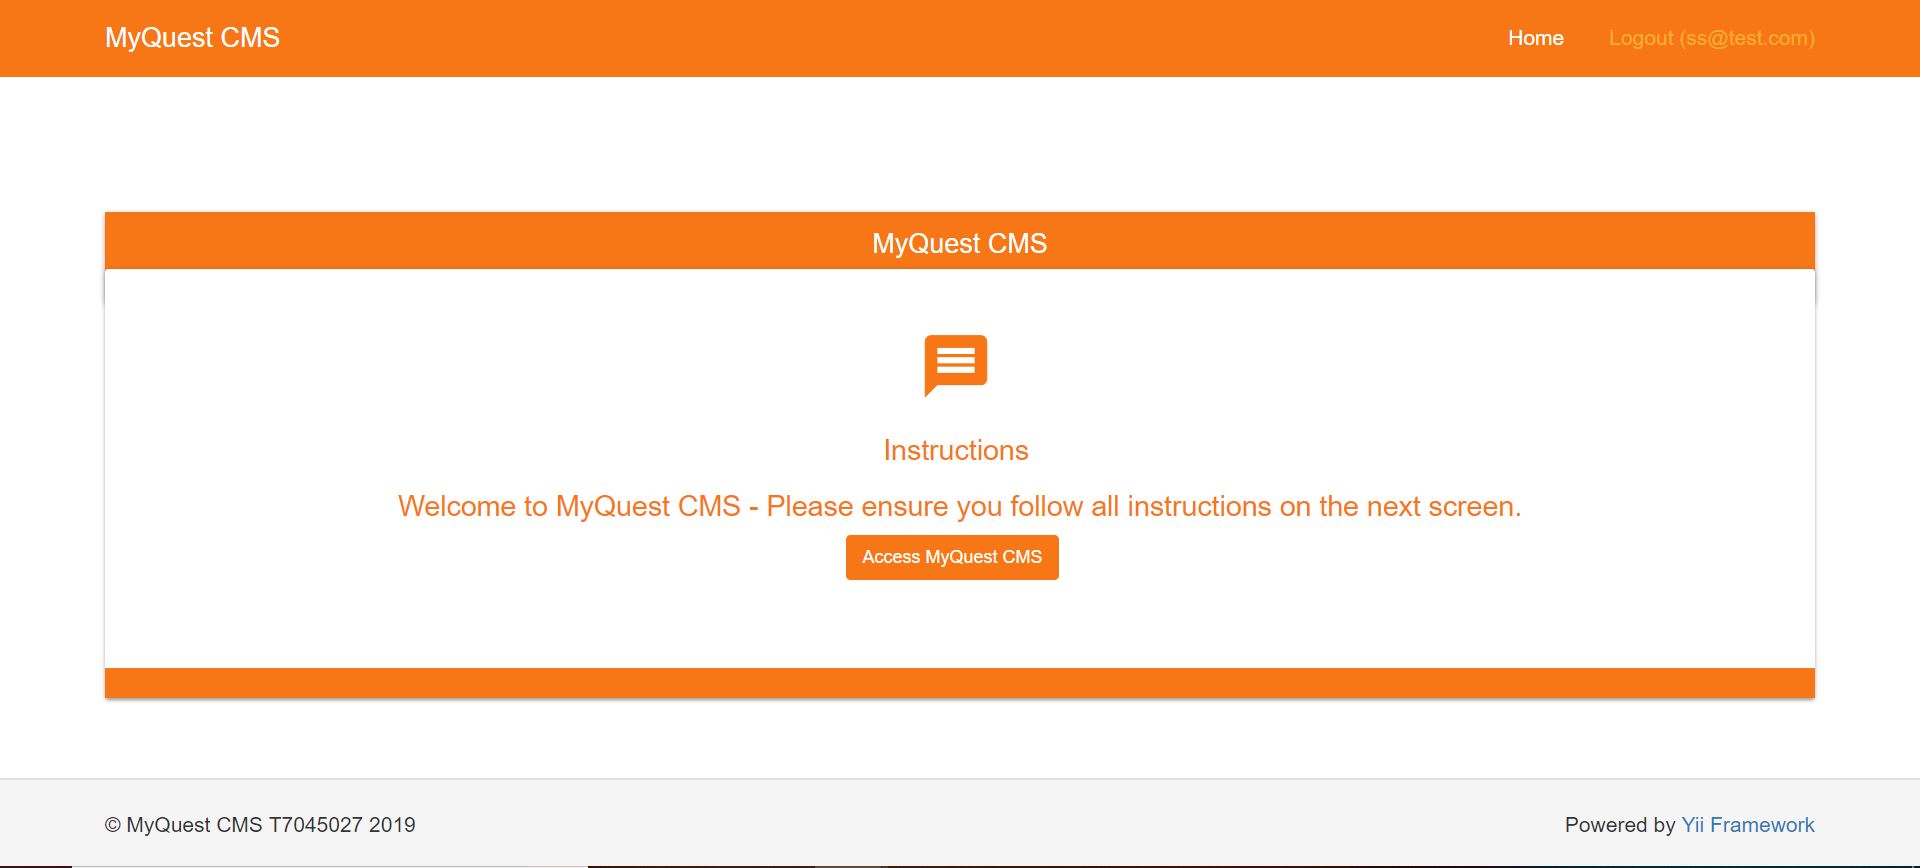 MyQuest CMS
Home
Logout (ss@test.com)
MyQuest CMS
Instructions
Welcome to MyQuest CMS - Please ensure you follow all instructions on the next screen.
Access MyQuest CMS
© MyQuest CMS T7045027 2019
Powered by Yii Framework